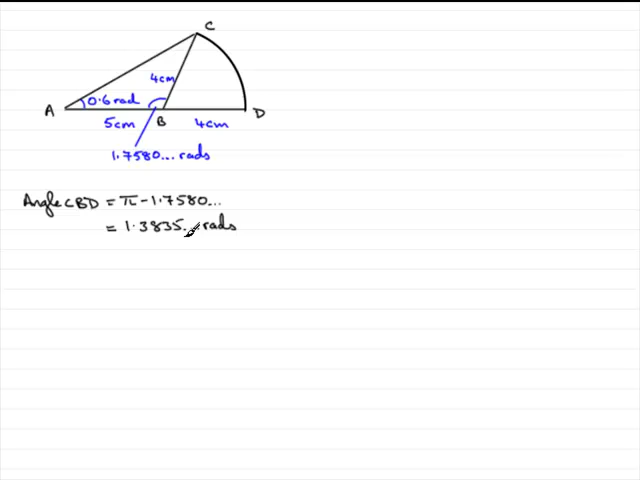 C
4cm
0.6 rad
A
B
D
5cm
4cm
1.7580... rads
Angle CBD = π - 1.7580...
= 1.3835.. rads